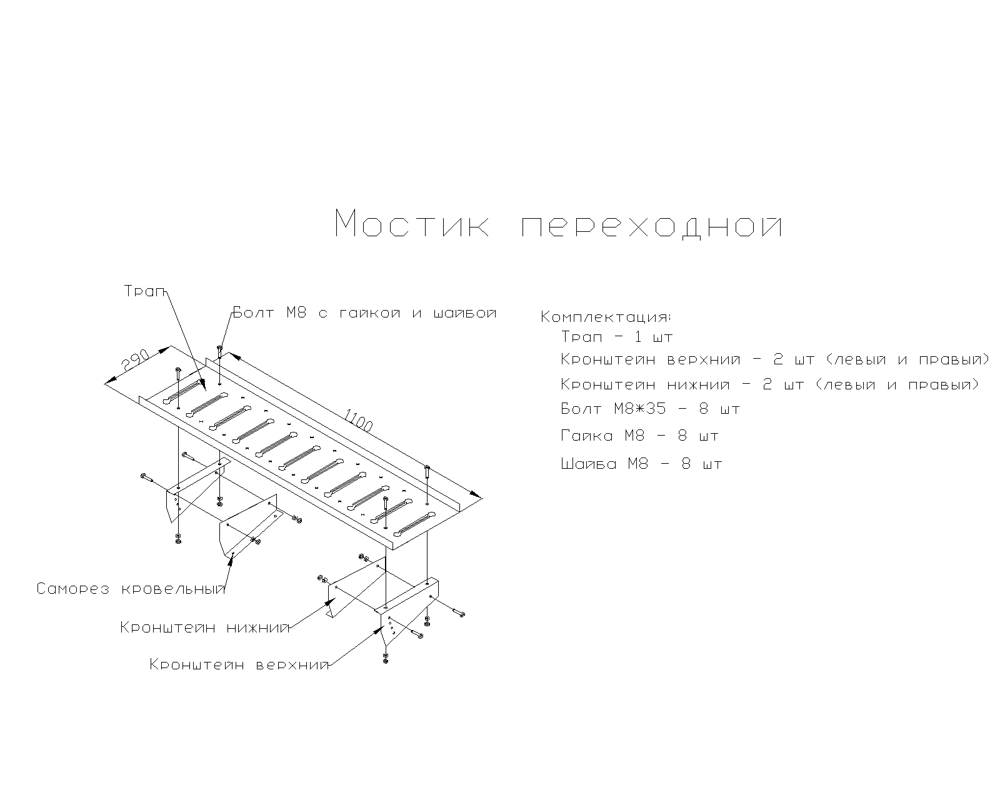 Мостик переходной
Трап
Болт М8 с гайкой и шайбой
290
1100
Саморез кровельный
Кронштейн нижний
Кронштейн верхний
Комплектация:
Трап - 1 шт
Кронштейн верхний - 2 шт (левый и правый)
Кронштейн нижний - 2 шт (левый и правый)
Болт М8*35 - 8 шт
Гайка М8 - 8 шт
Шайба М8 - 8 шт